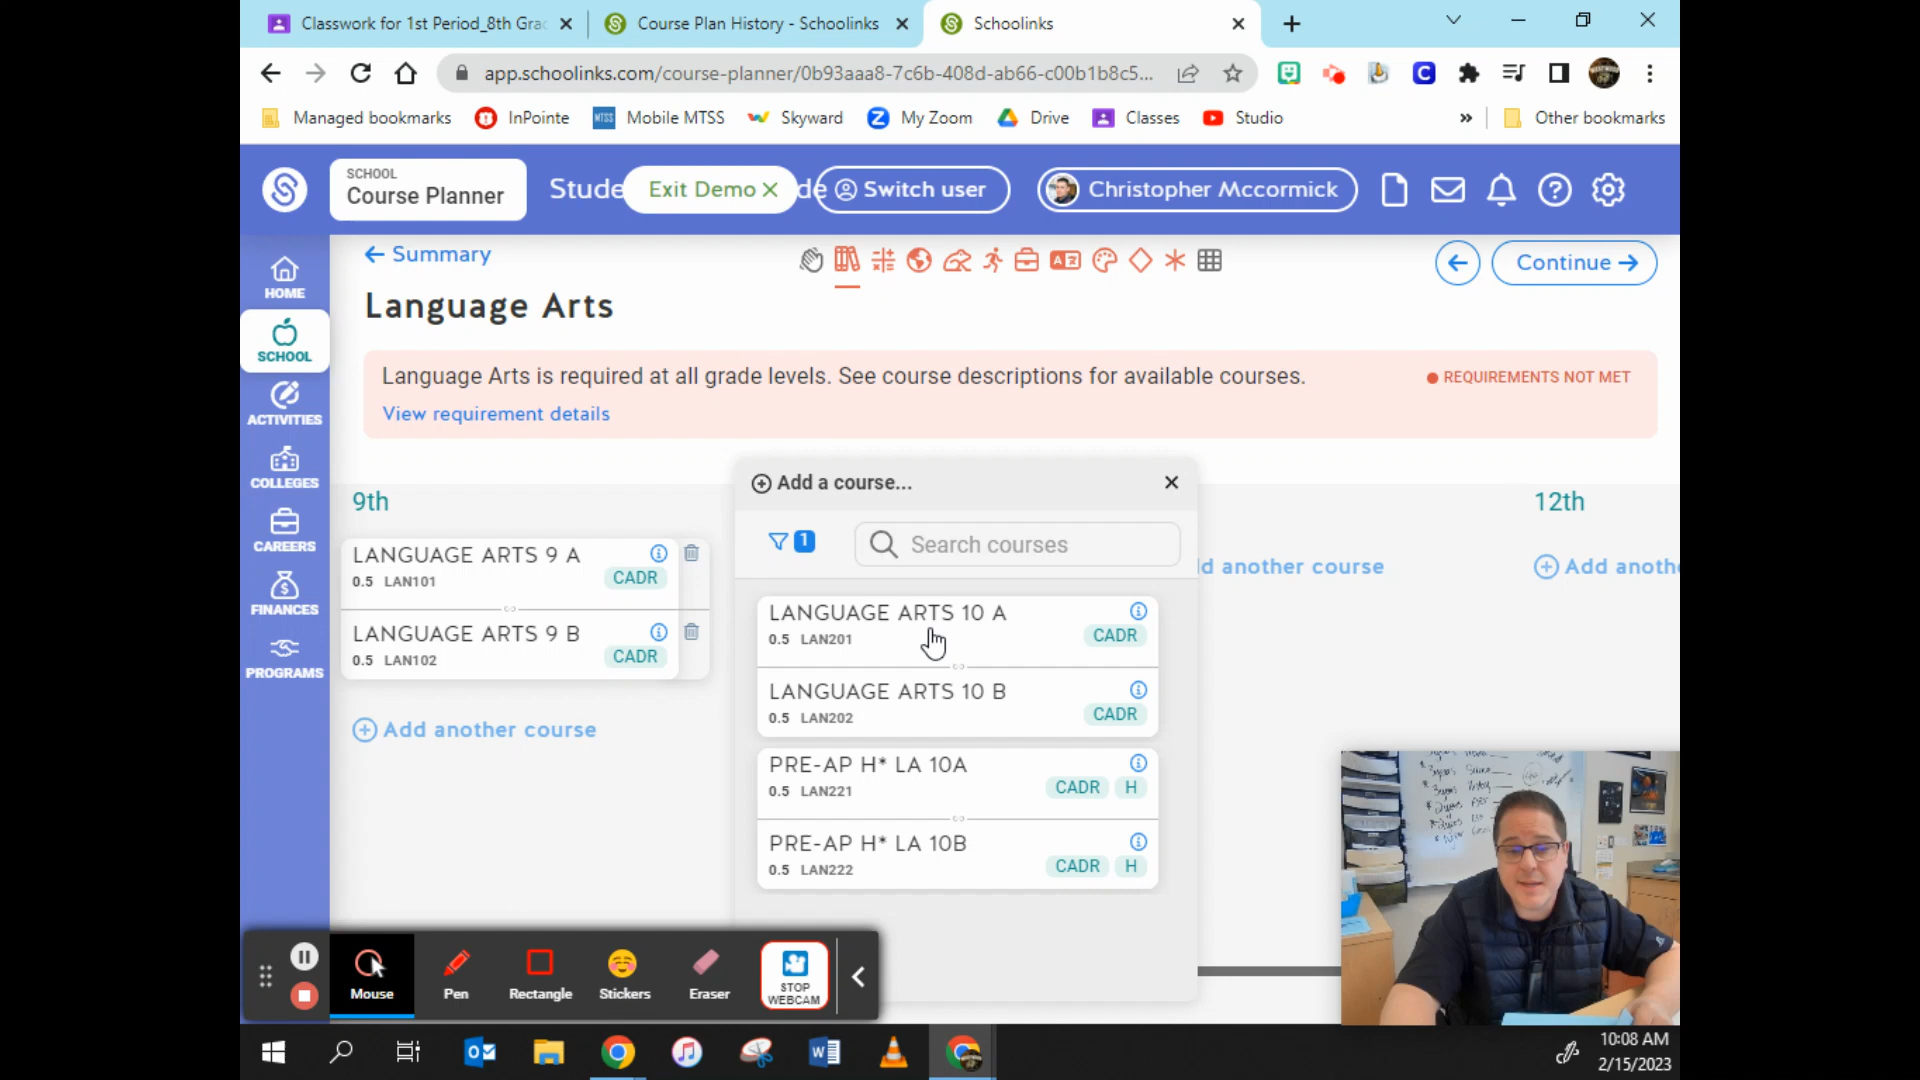 Classwork for 1st Period_8th Grad
Course Plan History - Schoolinks
Schoolinks
app.schoolinks.com/course-planner/0b93aaa8-7c6b-408d-ab66-c00b1b8c5...
Managed bookmarks
InPointe
MTSS
Mobile MTSS
Skyward
My Zoom
Drive
Classes
Studio
Other bookmarks
SCHOOL
Course Planner
Stude
Exit Demo
de
Switch user
Christopher Mccormick
Summary
Continue
HOME
SCHOOL
ACTIVITIES
COLLEGES
CAREERS
FINANCES
PROGRAMS
Language Arts
Language Arts is required at all grade levels. See course descriptions for available courses.
REQUIREMENTS NOT MET
View requirement details
9th
LANGUAGE ARTS 9 A
0.5 LAN101
CADR
LANGUAGE ARTS 9 B
0.5 LAN102
CADR
Add another course
Add a course...
1
Search courses
LANGUAGE ARTS 10 A
0.5 LAN201
CADR
LANGUAGE ARTS 10 B
0.5 LAN202
CADR
PRE-AP H* LA 10A
0.5 LAN221
CADR H
PRE-AP H* LA 10B
0.5 LAN222
CADR H
d another course
12th
Add anothe
Mouse
Pen
Rectangle
Stickers
Eraser
STOP
WEBCAM
10:08 AM
2/15/2023